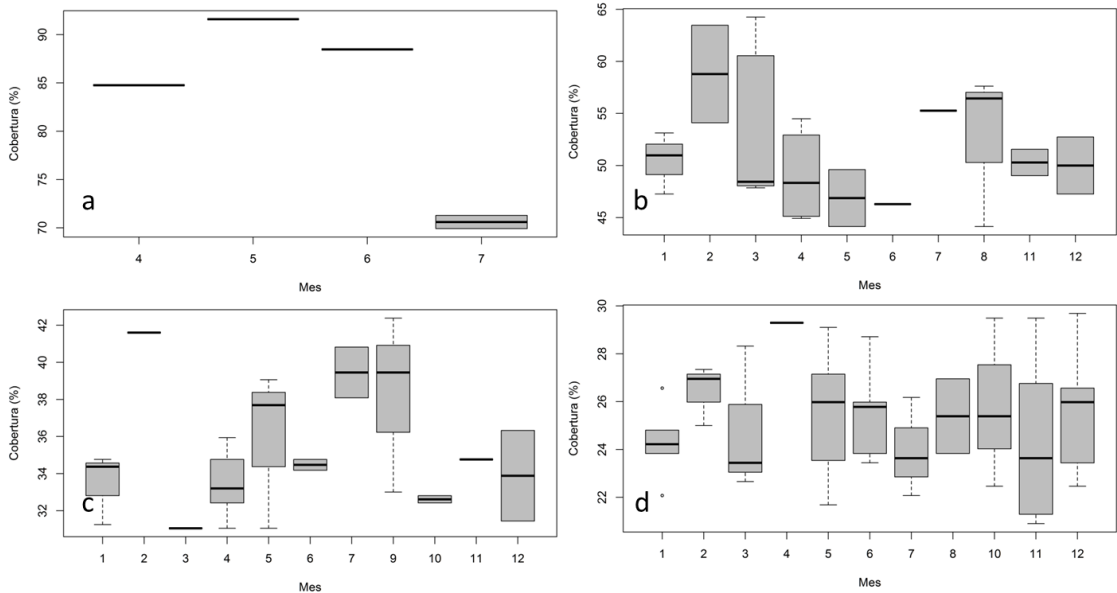 Cobertura (%)
90
85
80
75
70
a
4 5 6 7
Mes
Cobertura (%)
65
60
55
50
45
b
1 2 3 4 5 6 7 8 11 12
Mes
Cobertura (%)
42
40
38
36
34
32
c
1 2 3 4 5 6 7 9 10 11 12
Mes
Cobertura (%)
30
28
26
24
22
d
1 2 3 4 5 6 7 8 10 11 12
Mes